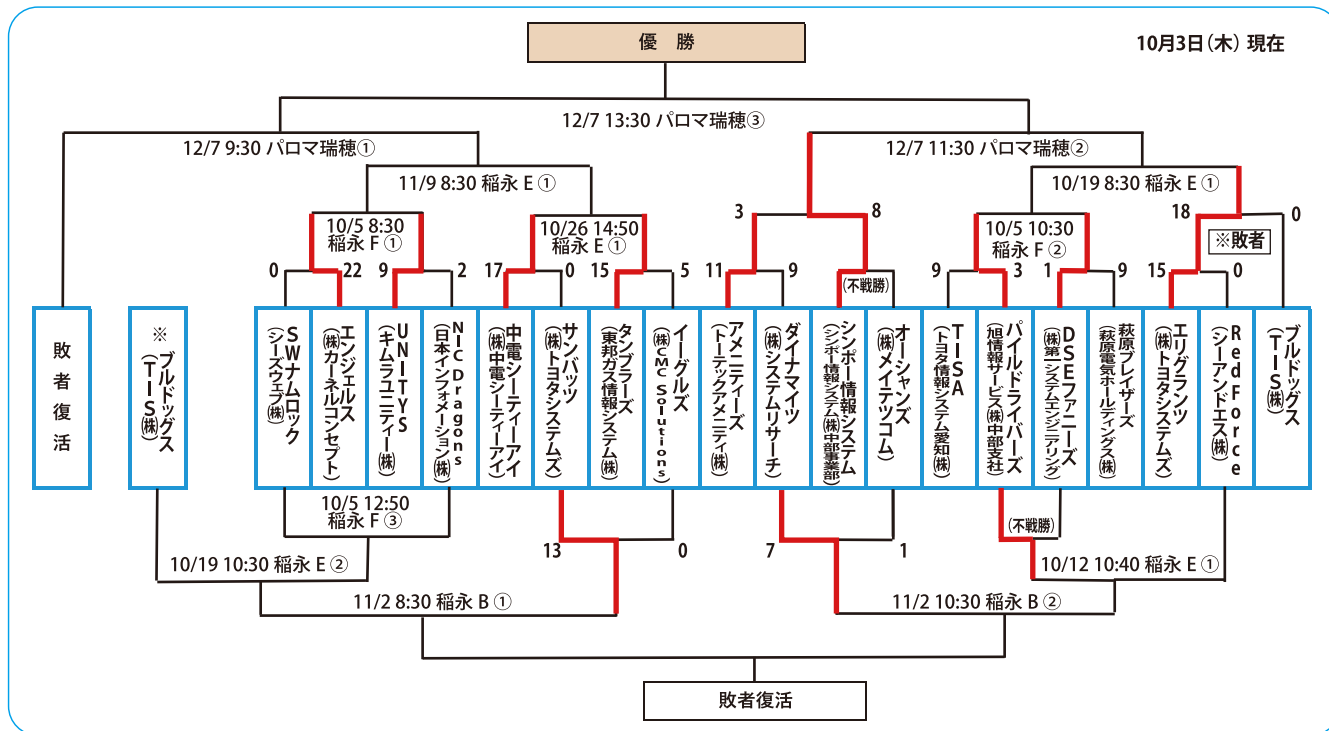 優　勝
10月3日（木） 現在
12/7 13:30 パロマ瑞穂③
12/7 9:30 パロマ瑞穂①
12/7 11:30 パロマ瑞穂②
11/9 8:30 稲永 E ①
10/19 8:30 稲永 E ①
3
8
18
0
10/5 8:30
稲永 F ①
10/26 14:50
稲永 E ①
10/5 10:30
稲永 F ②
※敗者
0
22
9
2
17
0
15
5
11
9
(不戦勝)
9
3
1
9
15
0
敗者復活
※ブルドッグス
（TIS㈱）
SWナムロック
（シーズウェブ㈱）
エンジェルス
（㈱カーネルコンセプト）
UNITYS
（キムラユニティー㈱）
NIC Dragons
（日本インフォメーション㈱）
中電シーティーアイ
（㈱中電シーティーアイ）
サンバッツ
（㈱トヨタシステムズ）
タンブラーズ
（東邦ガス情報システム㈱）
イーグルズ
（㈱CMC Solutions）
アメニティーズ
（トーテックアメニティ㈱）
ダイナマイツ
（㈱システムリサーチ）
シンポー情報システム
（シンポー情報システム㈱中部事業部）
オーシャンズ
（㈱メイテツコム）
TISA
（トヨタ情報システム愛知㈱）
パイルドライバーズ
（旭情報サービス㈱中部支社）
DSEファニーズ
（㈱第一システムエンジニアリング）
萩原ブレイザーズ
（萩原電気ホールディングス㈱）
エリグランツ
（㈱トヨタシステムズ）
RedForce
（シーアンドエス㈱）
ブルドッグス
（TIS㈱）
10/5 12:50
稲永 F ③
(不戦勝)
13
0
7
1
10/19 10:30 稲永 E ②
10/12 10:40 稲永 E ①
11/2 8:30 稲永 B ①
11/2 10:30 稲永 B ②
敗者復活